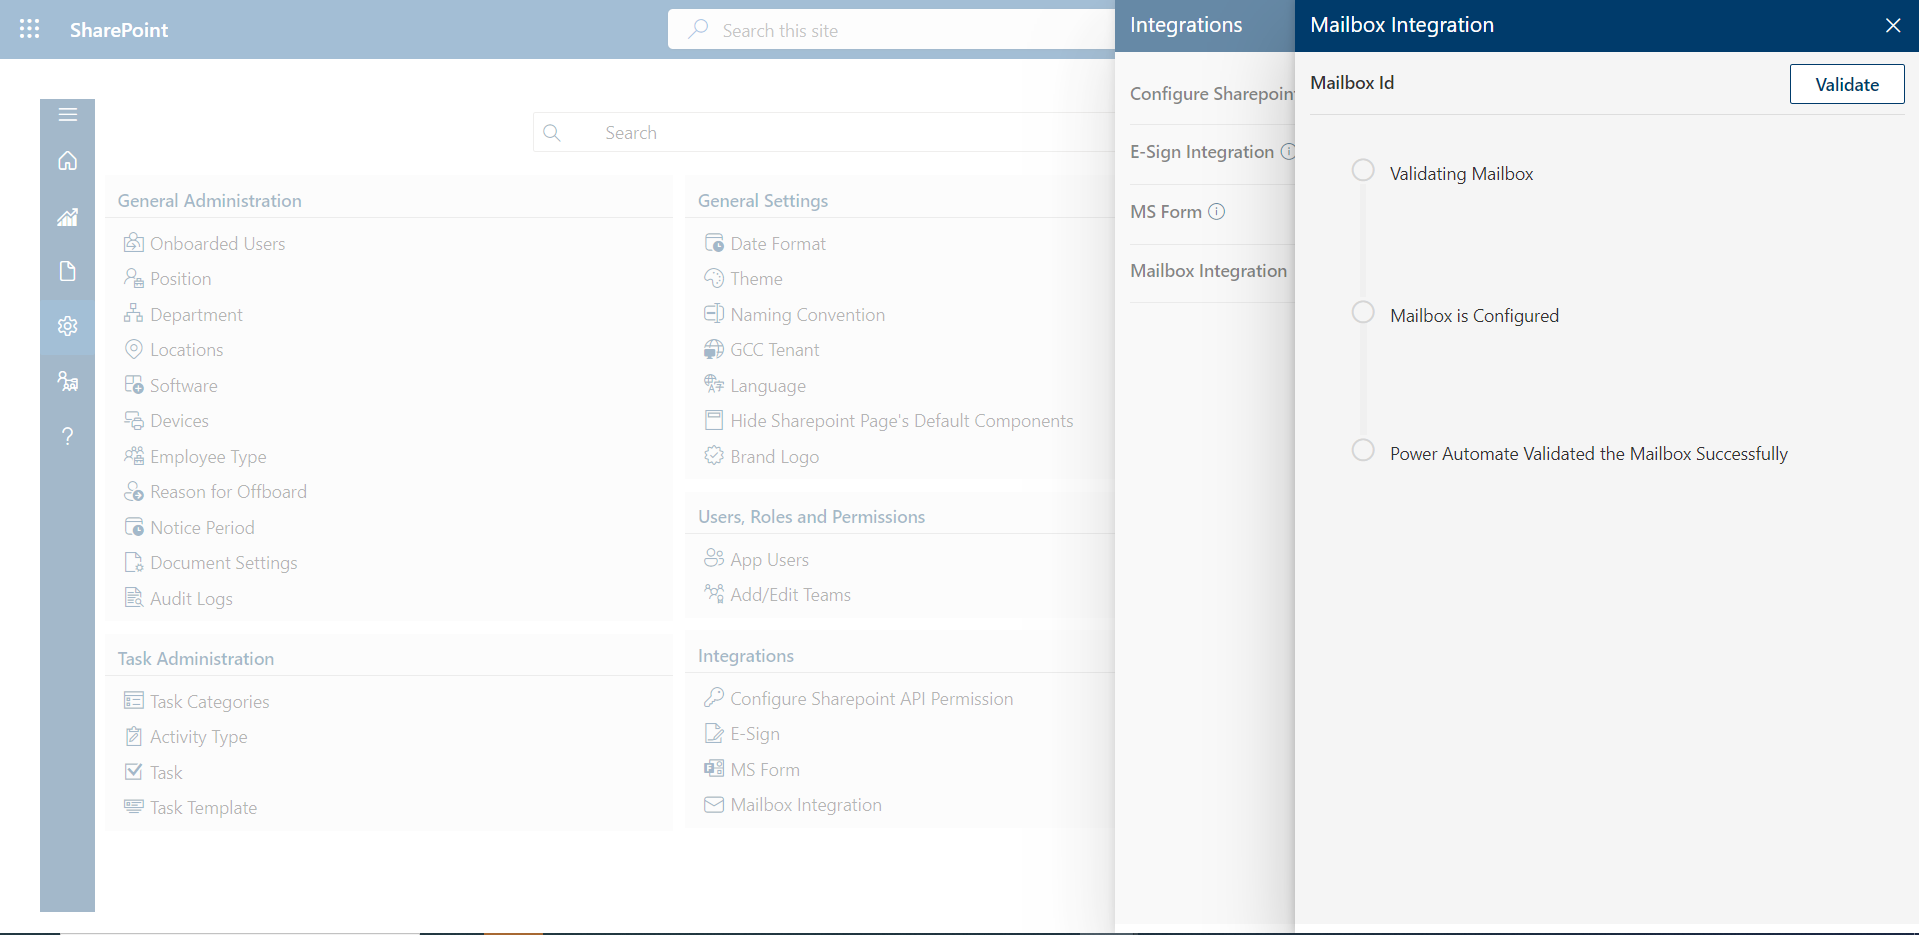 SharePoint
Search this site
Integrations
Mailbox Integration
Mailbox Id
Validate
Search
General Administration
Onboarded Users
Position
Department
Locations
Software
Devices
Employee Type
Reason for Offboard
Notice Period
Document Settings
Audit Logs
Task Administration
Task Categories
Activity Type
Task
Task Template
General Settings
Date Format
Theme
Naming Convention
GCC Tenant
Language
Hide Sharepoint Page's Default Components
Brand Logo
Users, Roles and Permissions
App Users
Add/Edit Teams
Integrations
Configure Sharepoint API Permission
E-Sign
MS Form
Mailbox Integration
Configure Sharepoint
E-Sign Integration
MS Form
Mailbox Integration
Validating Mailbox
Mailbox is Configured
Power Automate Validated the Mailbox Successfully